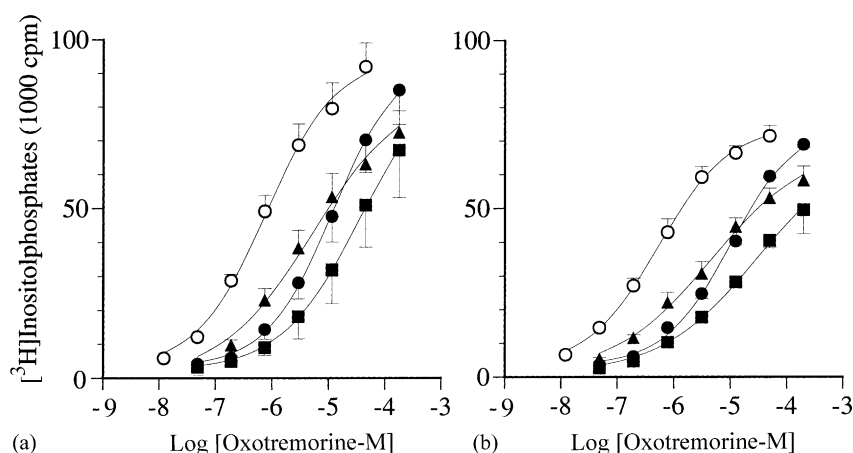 [³H]Inositolphosphates (1000 cpm)
100
50
0
-9 -8 -7 -6 -5 -4 -3
(a) Log [Oxotremorine-M]
100
50
0
-9 -8 -7 -6 -5 -4 -3
(b) Log [Oxotremorine-M]